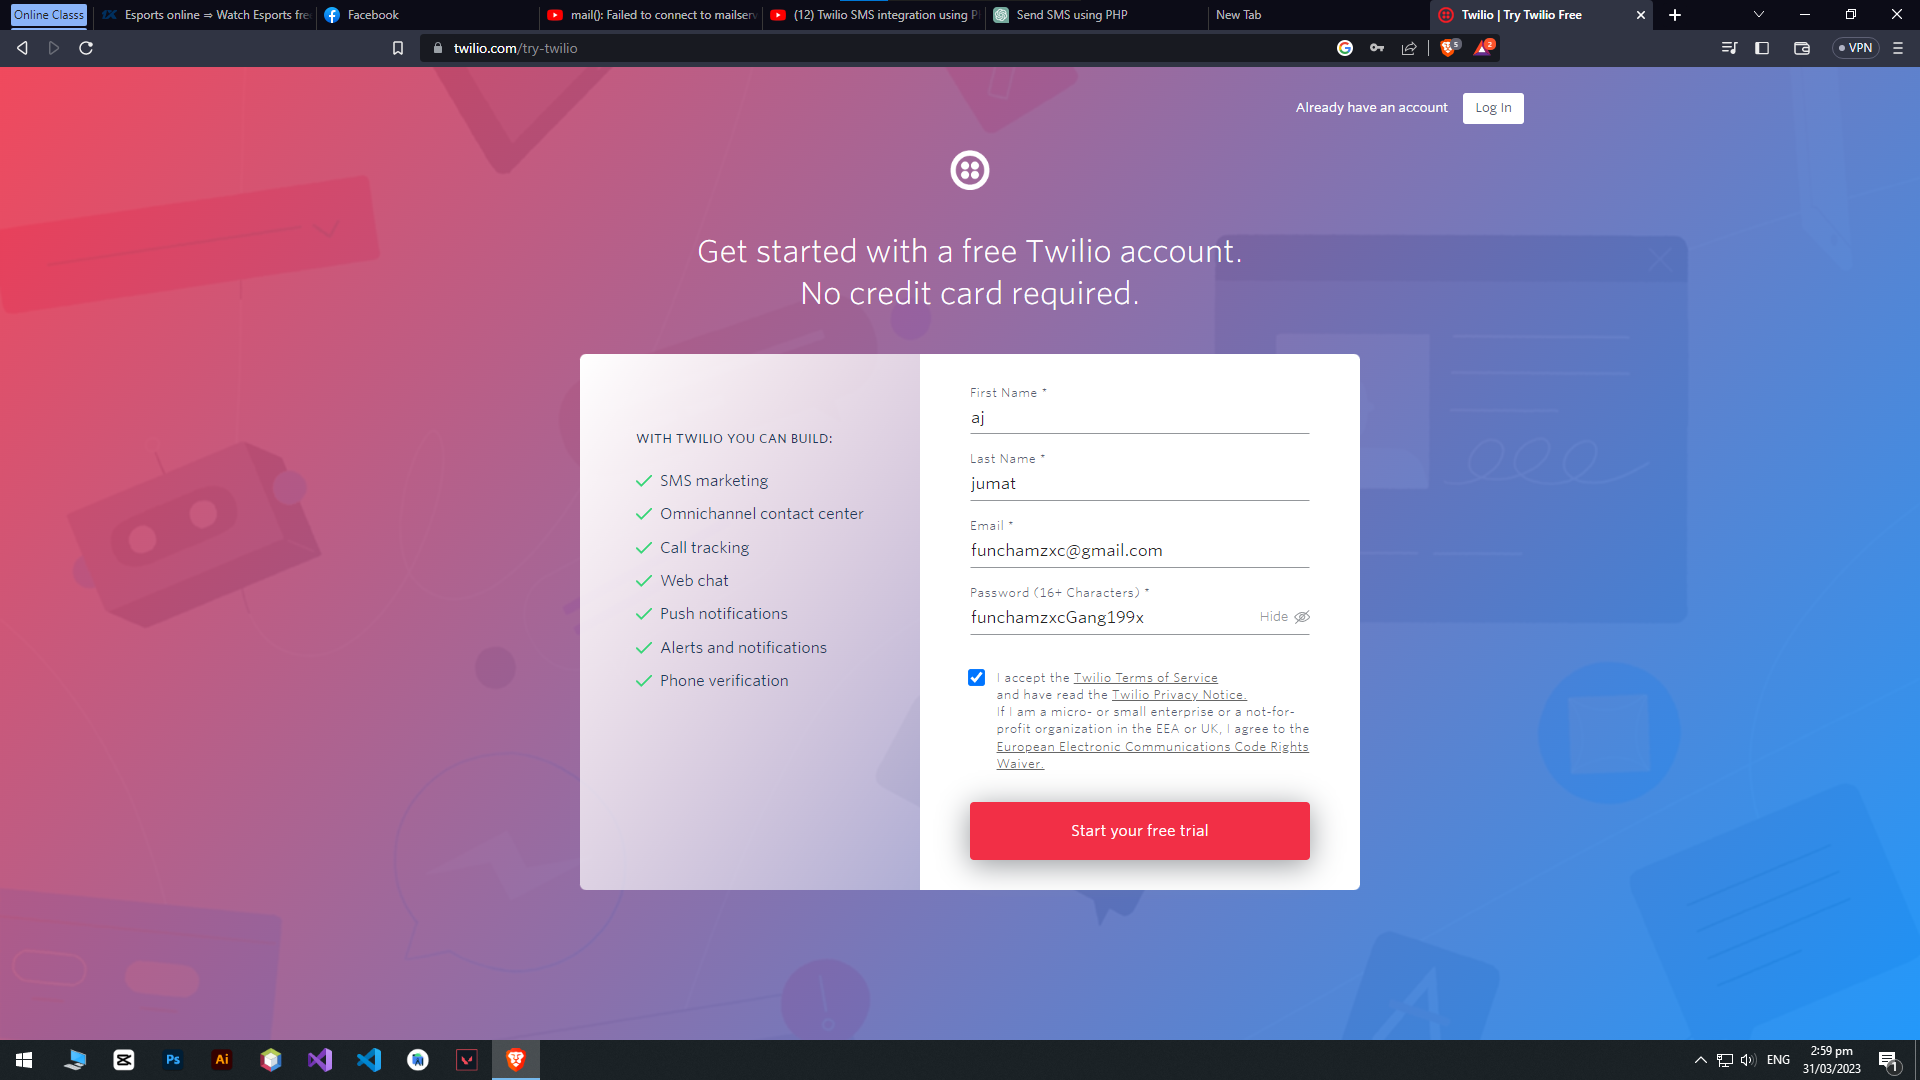 Online Classs
Esports online ⇒ Watch Esports fre
Facebook
mail(): Failed to connect to mailserv
(12) Twilio SMS integration using P
Send SMS using PHP
New Tab
Twilio | Try Twilio Free
twilio.com/try-twilio
5
2
VPN
Already have an account
Log In
Get started with a free Twilio account.
No credit card required.
WITH TWILIO YOU CAN BUILD:
SMS marketing
Omnichannel contact center
Call tracking
Web chat
Push notifications
Alerts and notifications
Phone verification
First Name *
aj
Last Name *
jumat
Email *
funchamzxc@gmail.com
Password (16+ Characters) *
funchamzxcGang199x
Hide
I accept the Twilio Terms of Service
and have read the Twilio Privacy Notice.
If I am a micro- or small enterprise or a not-for-
profit organization in the EEA or UK, I agree to the
European Electronic Communications Code Rights
Waiver.
Start your free trial
Ps
Ai
ENG
2:59 pm
31/03/2023
1